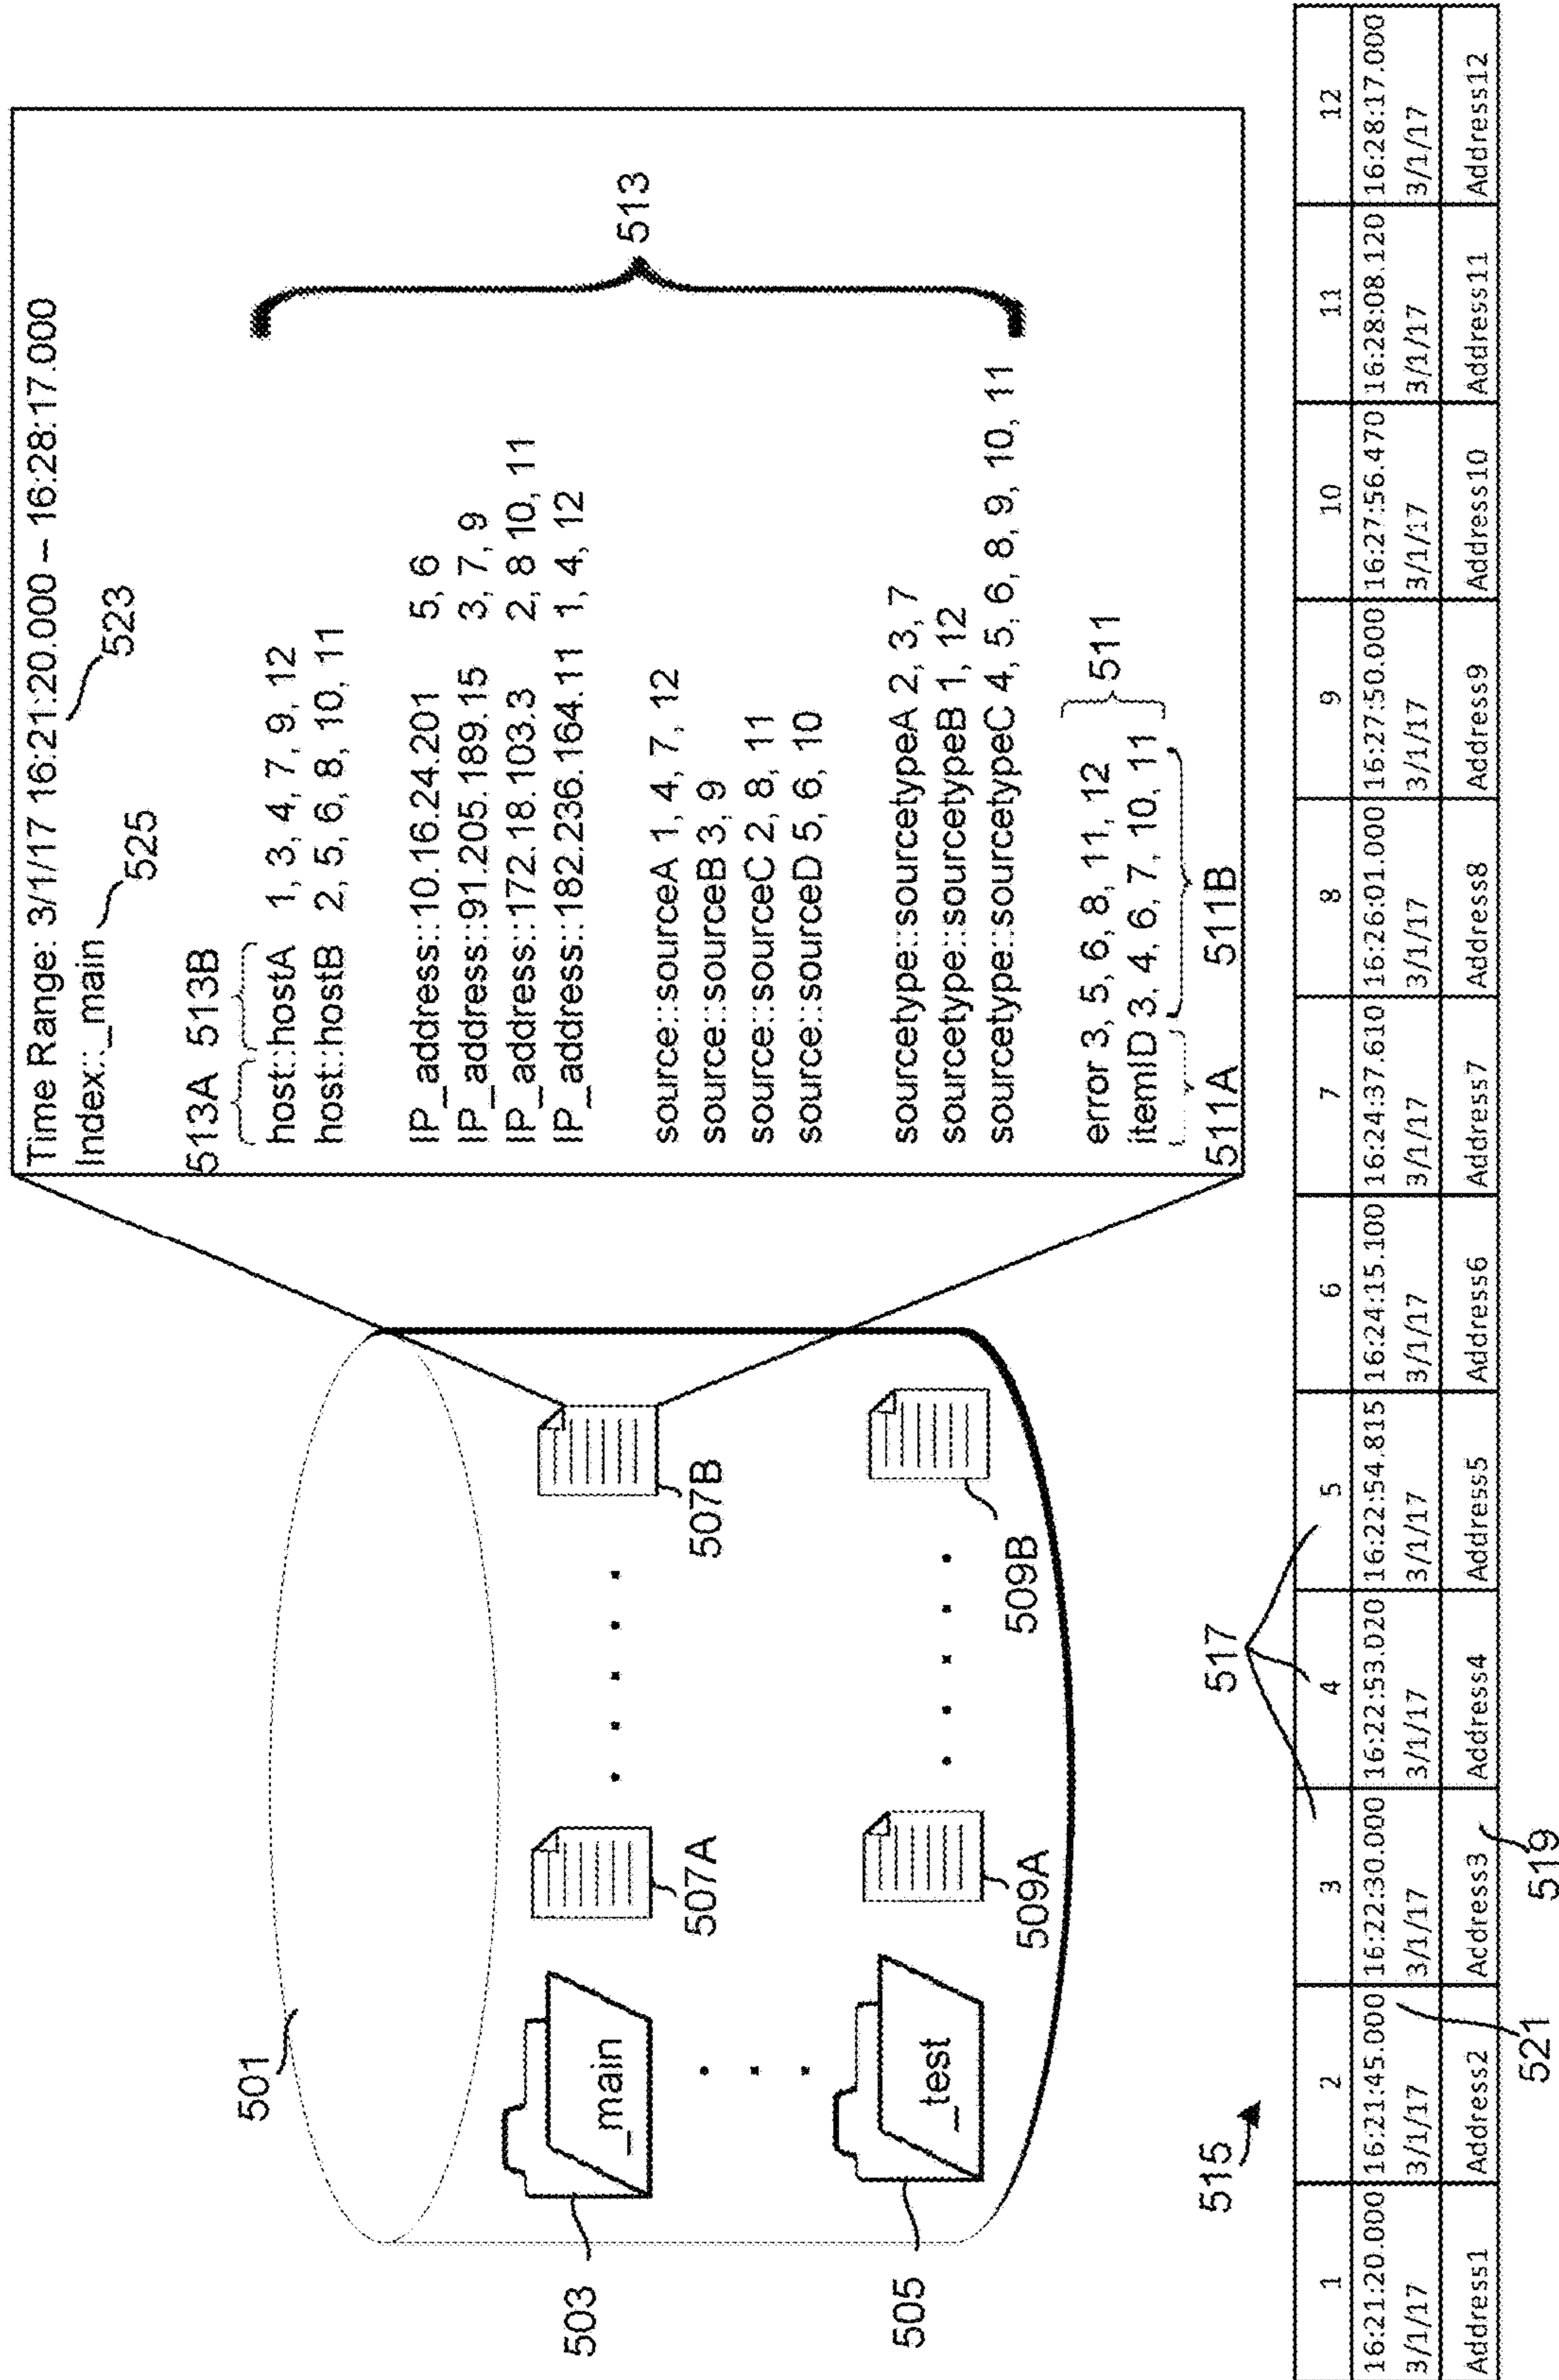 501
503
_main
507A
507B
505
_test
509A
509B
Time Range: 3/1/17 16:21:20.000 – 16:28:17.000
523
Index::_main
525
513A 513B
host::hostA 1, 3, 4, 7, 9, 12
host::hostB 2, 5, 6, 8, 10, 11
IP_address::10.16.24.201 5, 6
IP_address::91.205.189.15 3, 7, 9
IP_address::172.18.103.3 2, 8 10, 11
IP_address::182.236.164.11 1, 4, 12
source::sourceA 1, 4, 7, 12
source::sourceB 3, 9
source::sourceC 2, 8, 11
source::sourceD 5, 6, 10
sourcetype::sourcetypeA 2, 3, 7
sourcetype::sourcetypeB 1, 12
sourcetype::sourcetypeC 4, 5, 6, 8, 9, 10, 11
513
error 3, 5, 6, 8, 11, 12
itemID 3, 4, 6, 7, 10, 11
511
511A 511B
515
517
1 2 3 4 5 6 7 8 9 10 11 12
16:21:20.000 16:21:45.000 16:22:30.000 16:22:53.020 16:22:54.815 16:24:15.100 16:24:37.610 16:26:01.000 16:27:50.000 16:27:56.470 16:28:08.120 16:28:17.000
3/1/17 3/1/17 3/1/17 3/1/17 3/1/17 3/1/17 3/1/17 3/1/17 3/1/17 3/1/17 3/1/17 3/1/17
Address1 Address2 Address3 Address4 Address5 Address6 Address7 Address8 Address9 Address10 Address11 Address12
521
519